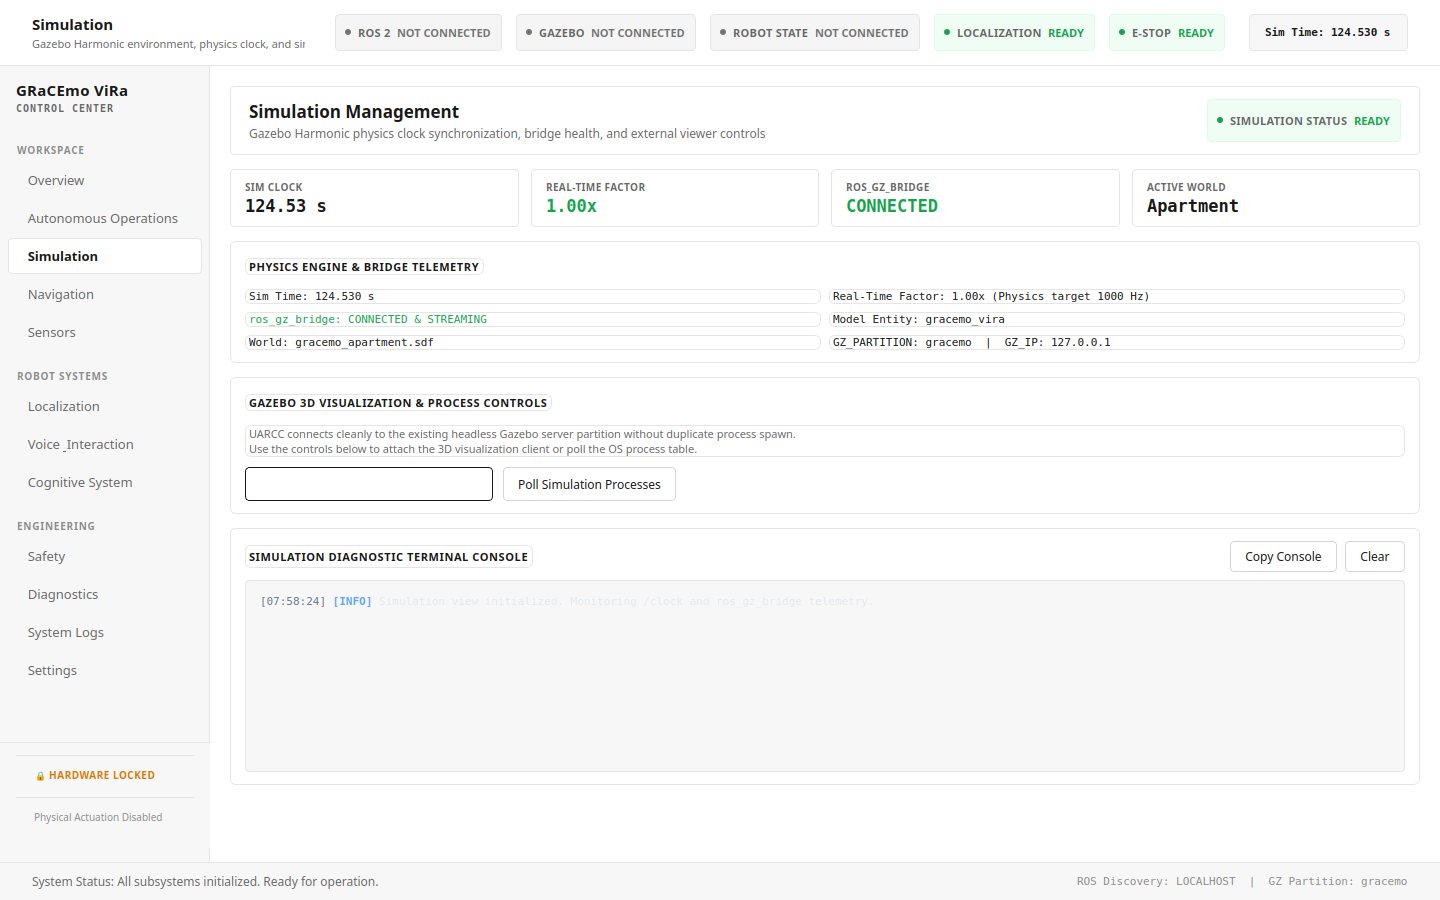 Simulation
Gazebo Harmonic environment, physics clock, and sir
ROS 2 NOT CONNECTED
GAZEBO NOT CONNECTED
ROBOT STATE NOT CONNECTED
LOCALIZATION READY
E-STOP READY
Sim Time: 124.530 s
GRaCEmo ViRa
CONTROL CENTER
WORKSPACE
Overview
Autonomous Operations
Simulation
Navigation
Sensors
ROBOT SYSTEMS
Localization
Voice_Interaction
Cognitive System
ENGINEERING
Safety
Diagnostics
System Logs
Settings
🔒 HARDWARE LOCKED
Physical Actuation Disabled
Simulation Management
Gazebo Harmonic physics clock synchronization, bridge health, and external viewer controls
SIMULATION STATUS READY
SIM CLOCK
124.53 s
REAL-TIME FACTOR
1.00x
ROS_GZ_BRIDGE
CONNECTED
ACTIVE WORLD
Apartment
PHYSICS ENGINE & BRIDGE TELEMETRY
Sim Time: 124.530 s
Real-Time Factor: 1.00x (Physics target 1000 Hz)
ros_gz_bridge: CONNECTED & STREAMING
Model Entity: gracemo_vira
World: gracemo_apartment.sdf
GZ_PARTITION: gracemo | GZ_IP: 127.0.0.1
GAZEBO 3D VISUALIZATION & PROCESS CONTROLS
UARCC connects cleanly to the existing headless Gazebo server partition without duplicate process spawn.
Use the controls below to attach the 3D visualization client or poll the OS process table.
Poll Simulation Processes
SIMULATION DIAGNOSTIC TERMINAL CONSOLE
Copy Console
Clear
[07:58:24] [INFO] Simulation view initialized. Monitoring /clock and ros_gz_bridge telemetry.
System Status: All subsystems initialized. Ready for operation.
ROS Discovery: LOCALHOST | GZ Partition: gracemo